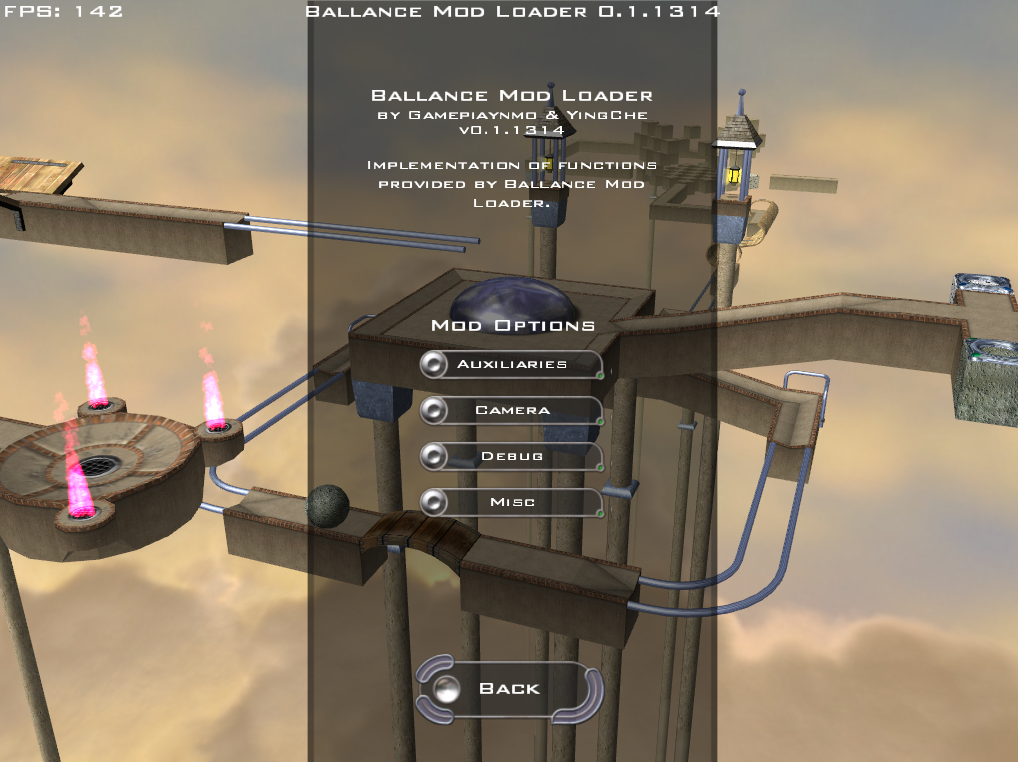 FPS: 142
Ballance Mod Loader 0.1.1314
Ballance Mod Loader
by Gamepiaynmo & YingChe
v0.1.1314
Implementation of functions
provided by Ballance Mod
Loader.
Mod Options
Auxiliaries
Camera
Debug
Misc
Back